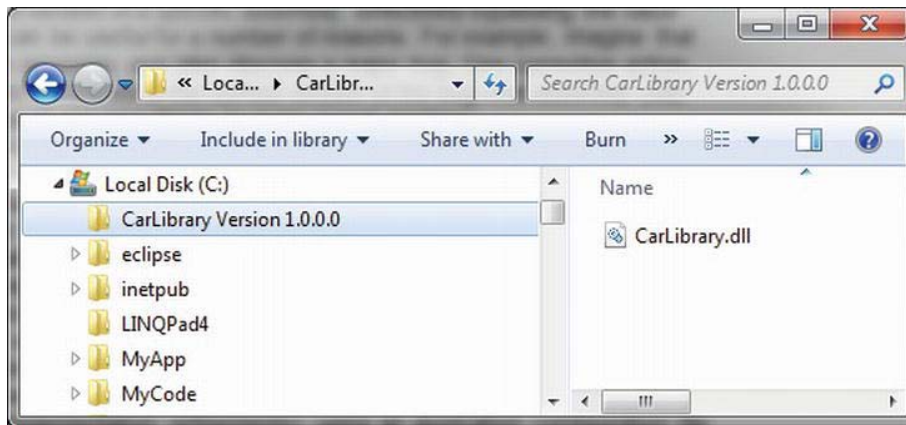 « Loca... ▸ CarLibr...
Search CarLibrary Version 1.0.0.0
Organize
Include in library
Share with
Burn
»
Local Disk (C:)
CarLibrary Version 1.0.0.0
eclipse
inetpub
LINQPad4
MyApp
MyCode
Name
CarLibrary.dll